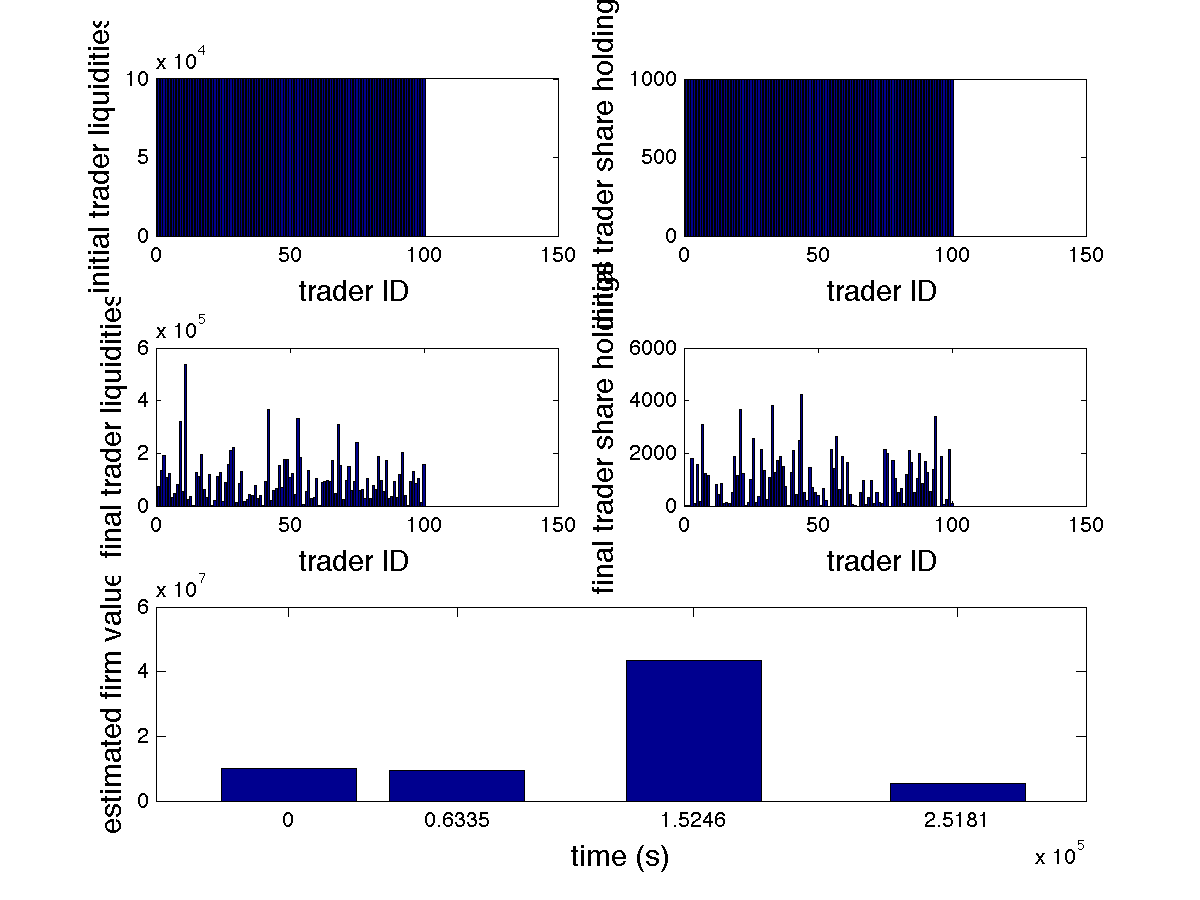 x 10^4
10
5
0
0 50 100 150
initial trader liquidities
trader ID
1000
500
0
0 50 100 150
trader share holding
trader ID
x 10^5
6
4
2
0
0 50 100 150
final trader liquidities
trader ID
6000
4000
2000
0
0 50 100 150
final trader share holdings
trader ID
x 10^7
6
4
2
0
estimated firm value
0 0.6335 1.5246 2.5181
time (s)
x 10^5